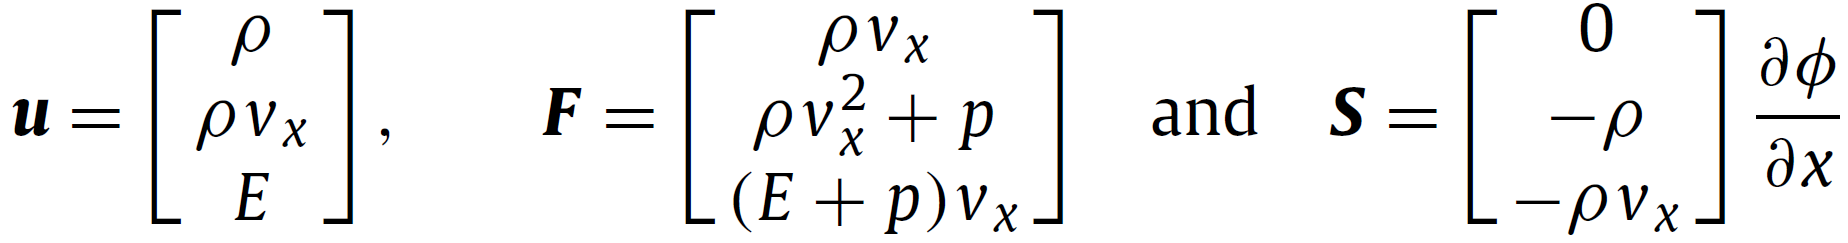 u = [ ρ ; ρv_x ; E ], F = [ ρv_x ; ρv_x^2 + p ; (E + p)v_x ] and S = [ 0 ; −ρ ; −ρv_x ] ∂ϕ/∂x